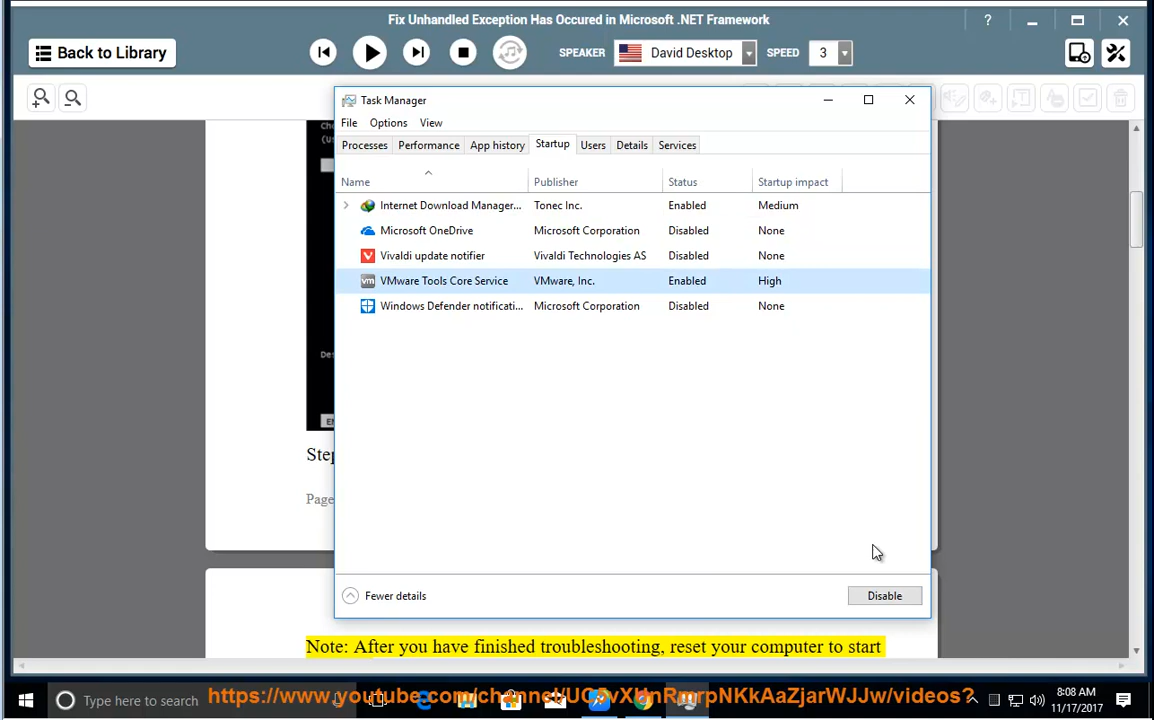 Fix Unhandled Exception Has Occured in Microsoft .NET Framework
?
Back to Library
SPEAKER
David Desktop
SPEED
3
Task Manager
File Options View
Processes Performance App history Startup Users Details Services
Name Publisher Status Startup impact
Internet Download Manager... Tonec Inc. Enabled Medium
Microsoft OneDrive Microsoft Corporation Disabled None
Vivaldi update notifier Vivaldi Technologies AS Disabled None
VMware Tools Core Service VMware, Inc. Enabled High
Windows Defender notificati... Microsoft Corporation Disabled None
Step
Page
Fewer details
Disable
Note: After you have finished troubleshooting, reset your computer to start
Type here to search
8:08 AM
11/17/2017